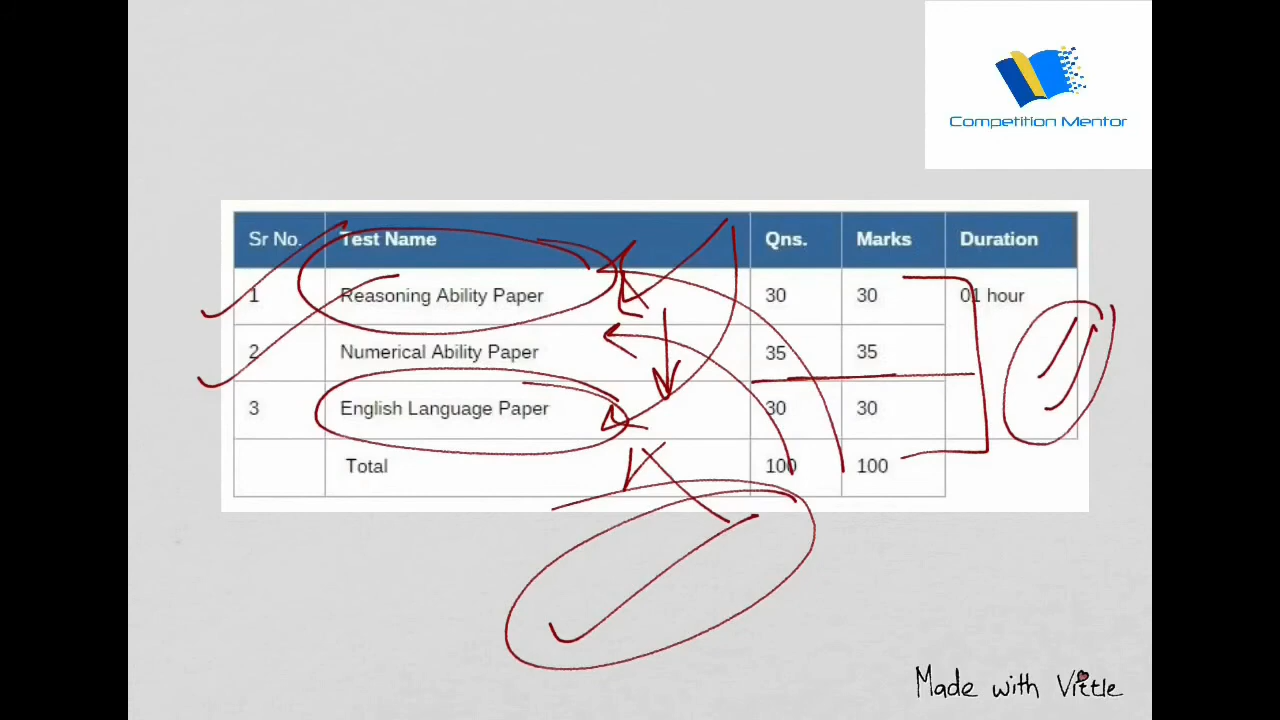 Competition Mentor
Sr No. Test Name Qns. Marks Duration
1 Reasoning Ability Paper 30 30 01 hour
2 Numerical Ability Paper 35 35
3 English Language Paper 30 30
Total 100 100
Made with Vittle